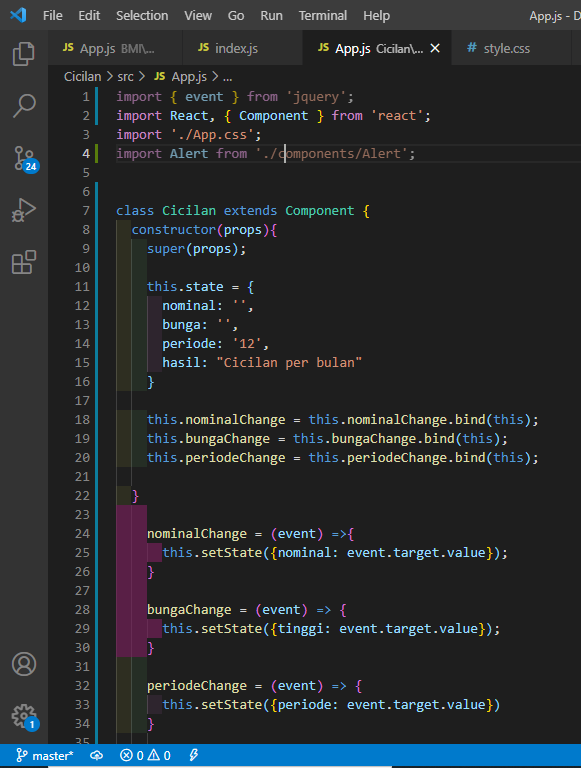 File Edit Selection View Go Run Terminal Help App.js - Cicilan
JS App.js BMI\... JS index.js JS App.js Cicilan\... × # style.css
Cicilan > src > JS App.js > ...
1 import { event } from 'jquery';
2 import React, { Component } from 'react';
3 import './App.css';
4 import Alert from './components/Alert';
5
6
7 class Cicilan extends Component {
8 constructor(props){
9 super(props);
10
11 this.state = {
12 nominal: '',
13 bunga: '',
14 periode: '12',
15 hasil: "Cicilan per bulan"
16 }
17
18 this.nominalChange = this.nominalChange.bind(this);
19 this.bungaChange = this.bungaChange.bind(this);
20 this.periodeChange = this.periodeChange.bind(this);
21
22 }
23
24 nominalChange = (event) =>{
25 this.setState({nominal: event.target.value});
26 }
27
28 bungaChange = (event) => {
29 this.setState({tinggi: event.target.value});
30 }
31
32 periodeChange = (event) => {
33 this.setState({periode: event.target.value})
34 }
35
24
1
master* 0 0